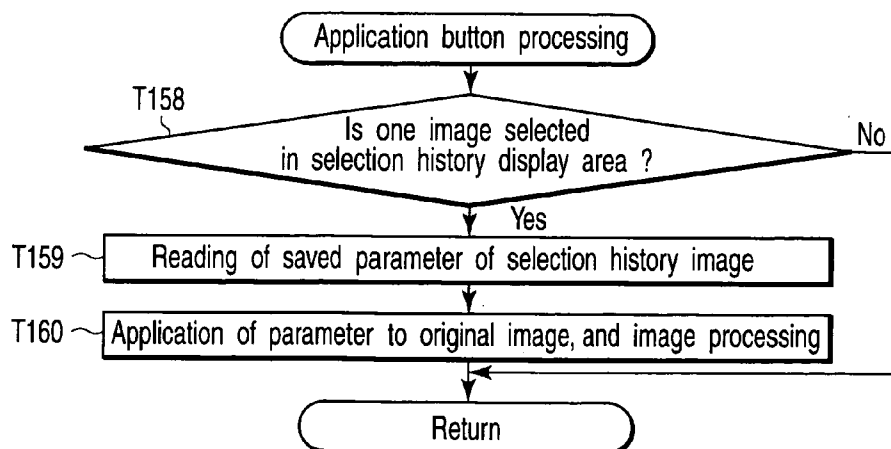 Application button processing
T158
Is one image selected
in selection history display area ?
No
Yes
T159
Reading of saved parameter of selection history image
T160
Application of parameter to original image, and image processing
Return